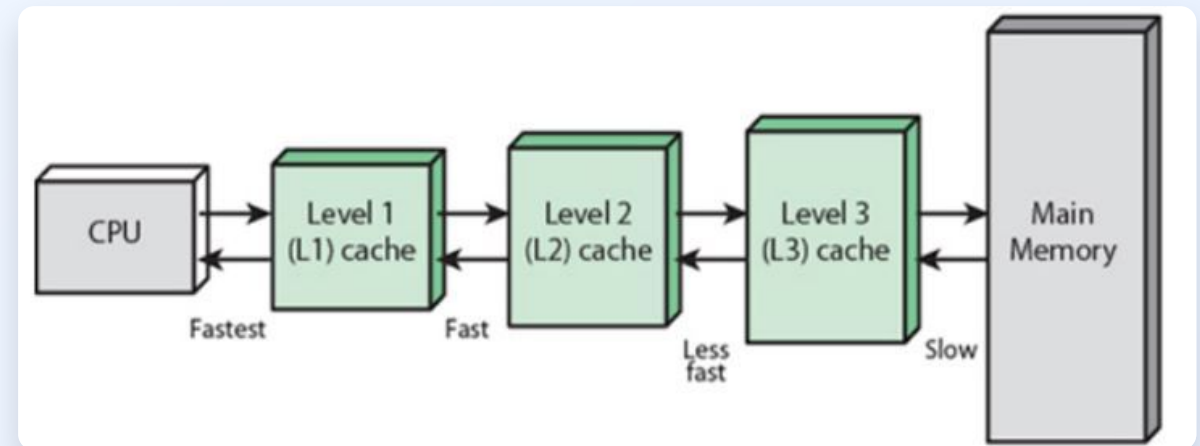 CPU
Level 1
(L1) cache
Level 2
(L2) cache
Level 3
(L3) cache
Main
Memory
Fastest
Fast
Less
fast
Slow